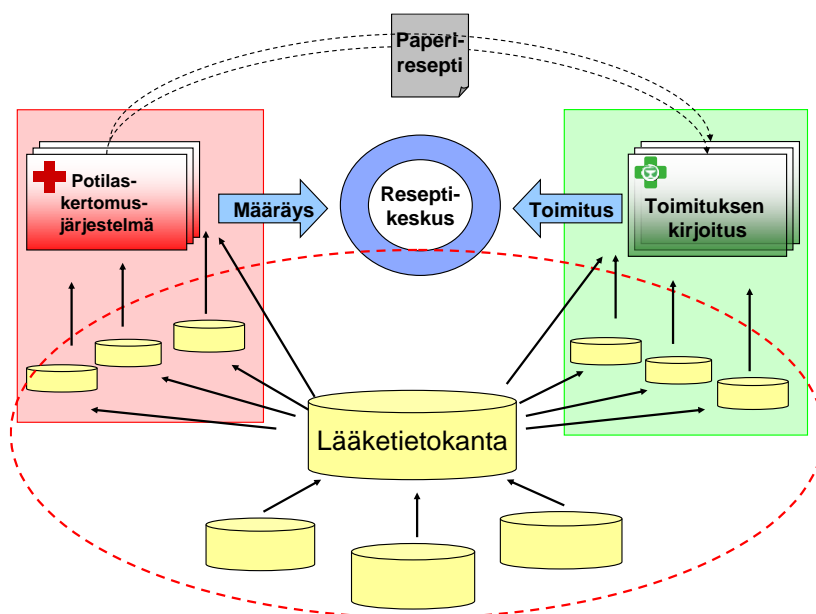 Paperi-
resepti
Potilas-
kertomus-
järjestelmä
Määräys
Resepti-
keskus
Toimitus
Toimituksen
kirjoitus
Lääketietokanta